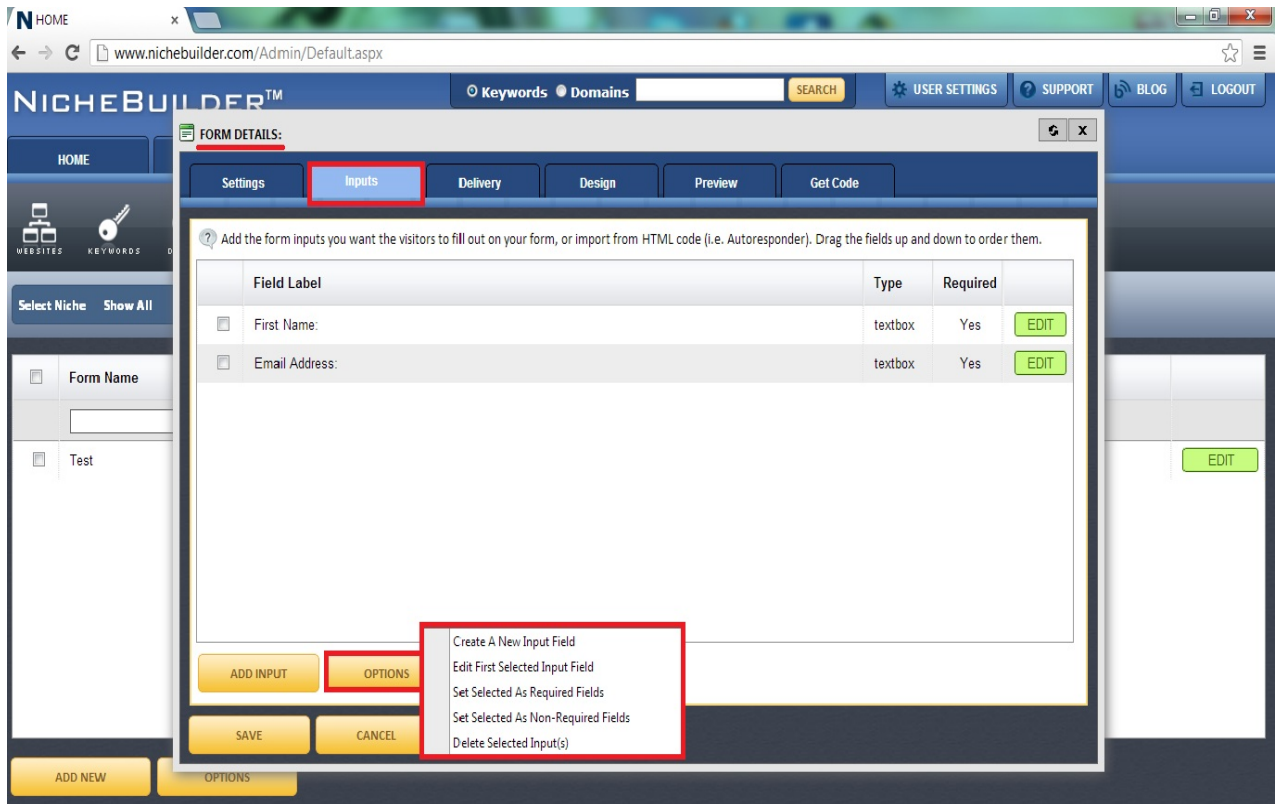 N HOME x
www.nichebuilder.com/Admin/Default.aspx
NICHEBUILDER™
Keywords Domains SEARCH USER SETTINGS SUPPORT BLOG LOGOUT
FORM DETAILS: X
HOME
Settings Inputs Delivery Design Preview Get Code
WEBSITES KEYWORDS
? Add the form inputs you want the visitors to fill out on your form, or import from HTML code (i.e. Autoresponder). Drag the fields up and down to order them.
Field Label Type Required
Select Niche Show All
First Name: textbox Yes EDIT
Email Address: textbox Yes EDIT
Form Name
Test EDIT
Create A New Input Field
Edit First Selected Input Field
Set Selected As Required Fields
Set Selected As Non-Required Fields
Delete Selected Input(s)
ADD INPUT OPTIONS
SAVE CANCEL
ADD NEW OPTIONS